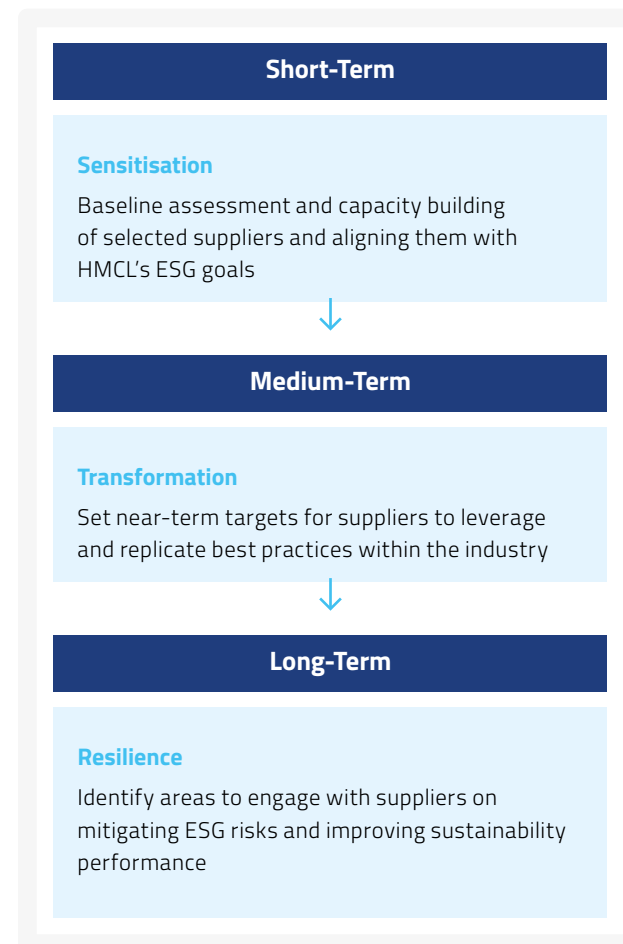 Short-Term
Sensitisation
Baseline assessment and capacity building
of selected suppliers and aligning them with
HMCL’s ESG goals
Medium-Term
Transformation
Set near-term targets for suppliers to leverage
and replicate best practices within the industry
Long-Term
Resilience
Identify areas to engage with suppliers on
mitigating ESG risks and improving sustainability
performance